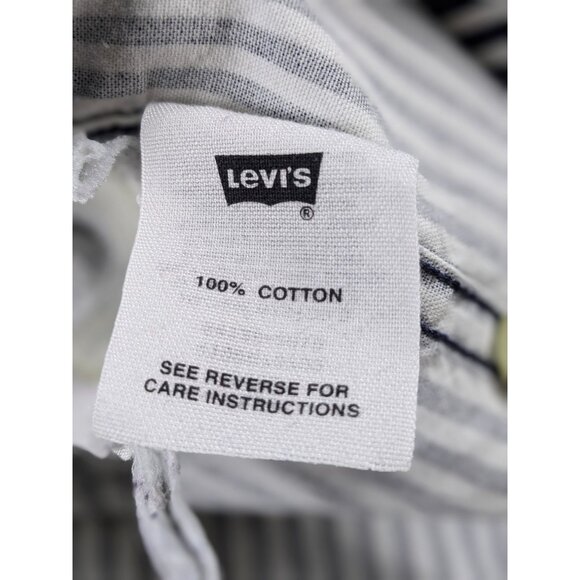 Levi's
®
100% COTTON
SEE REVERSE FOR
CARE INSTRUCTIONS